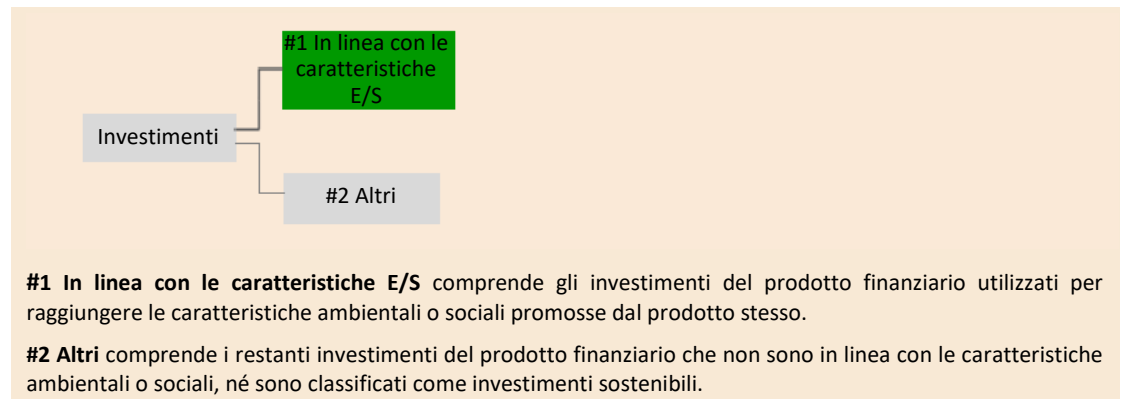 #1 In linea con le
caratteristiche
E/S
Investimenti
#2 Altri
#1 In linea con le caratteristiche E/S comprende gli investimenti del prodotto finanziario utilizzati per
raggiungere le caratteristiche ambientali o sociali promosse dal prodotto stesso.
#2 Altri comprende i restanti investimenti del prodotto finanziario che non sono in linea con le caratteristiche
ambientali o sociali, né sono classificati come investimenti sostenibili.